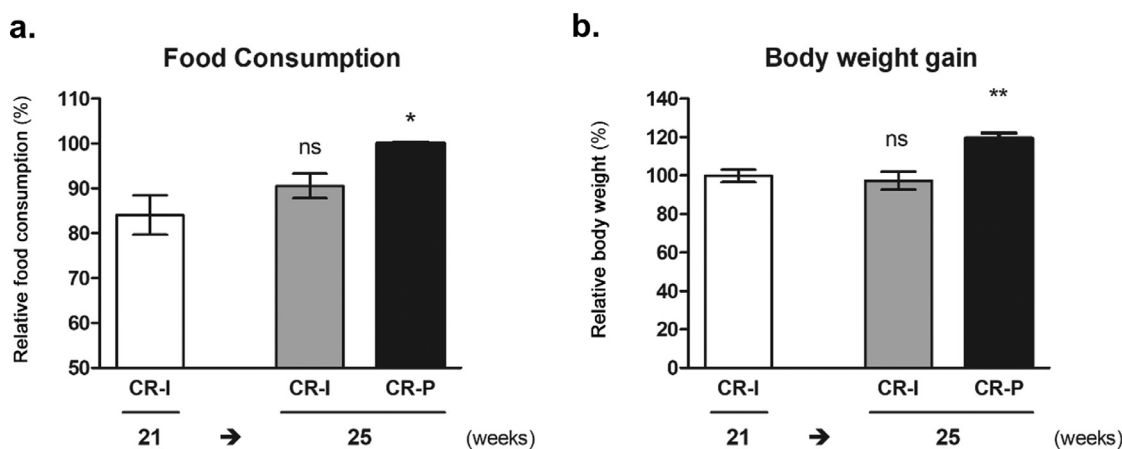 a.
Food Consumption
Relative food consumption (%)
110
100
90
80
70
60
50
ns
*
CR-I
CR-I
CR-P
21 ➔ 25 (weeks)
b.
Body weight gain
Relative body weight (%)
140
120
100
80
60
40
20
0
ns
**
CR-I
CR-I
CR-P
21 ➔ 25 (weeks)